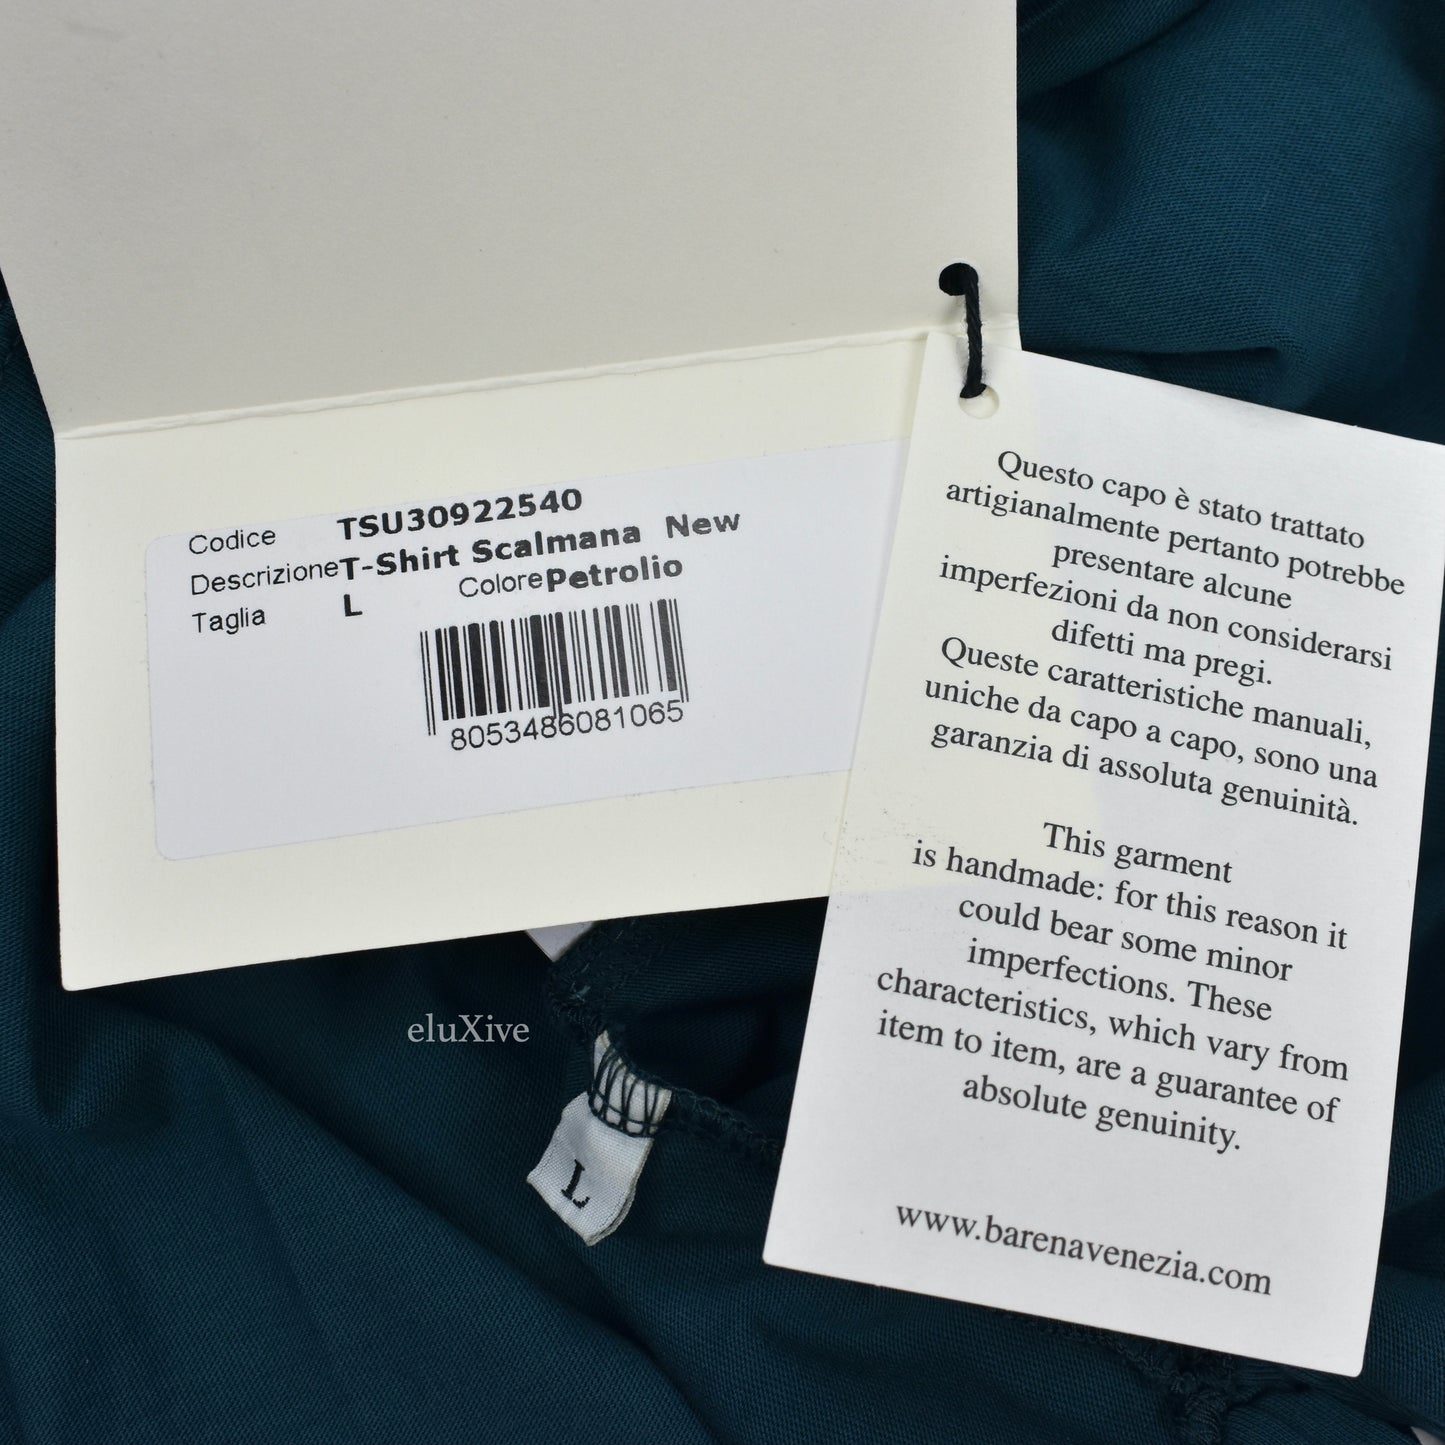 Codice TSU30922540
Descrizione T-Shirt Scalmana New
Taglia L Colore Petrolio
8053486081065
Questo capo è stato trattato
artigianalmente pertanto potrebbe
presentare alcune
imperfezioni da non considerarsi
difetti ma pregi.
Queste caratteristiche manuali,
uniche da capo a capo, sono una
garanzia di assoluta genuinità.
This garment
is handmade: for this reason it
could bear some minor
imperfections. These
characteristics, which vary from
item to item, are a guarantee of
absolute genuinity.
www.barenavenezia.com
eluXive
L